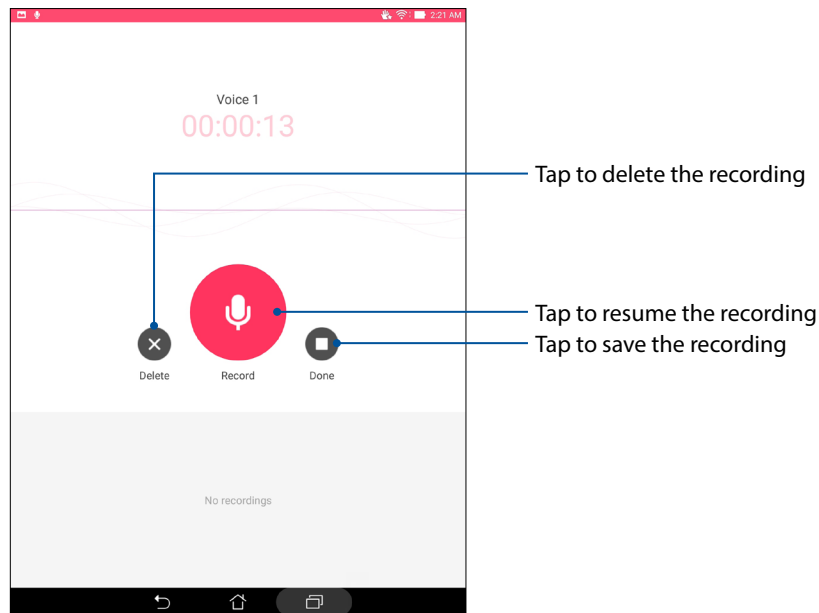 2:21 AM
Voice 1
00:00:13
Tap to delete the recording
Tap to resume the recording
Tap to save the recording
Delete
Record
Done
No recordings